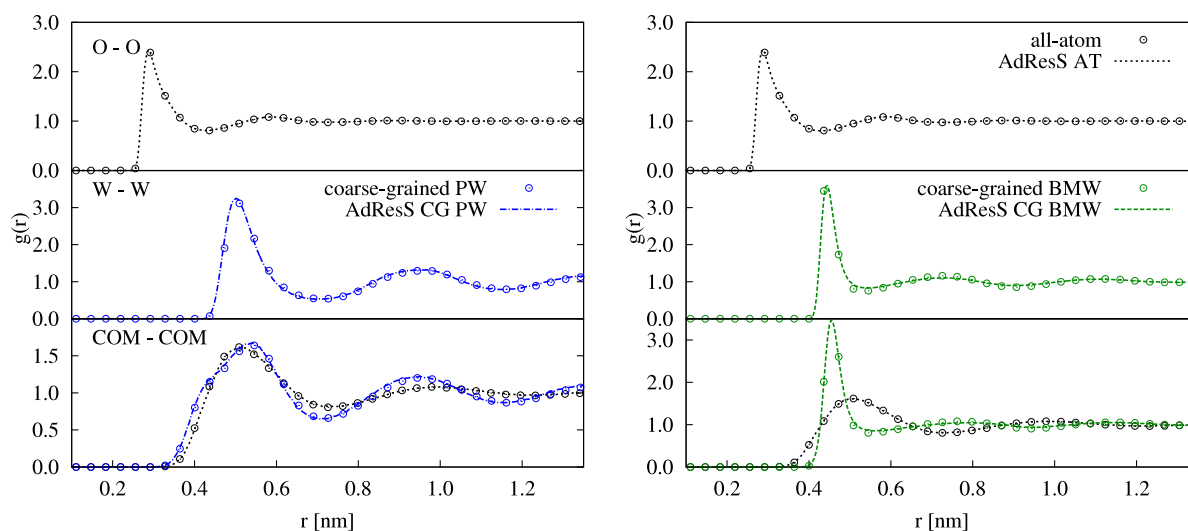 3.0
O - O
2.0
1.0
0.0
W - W
coarse-grained PW
AdResS CG PW
3.0
2.0
1.0
0.0
g(r)
COM - COM
1.5
1.0
0.5
0.0
0.2 0.4 0.6 0.8 1.0 1.2
r [nm]
3.0
all-atom
AdResS AT
2.0
1.0
0.0
coarse-grained BMW
AdResS CG BMW
3.0
2.0
1.0
0.0
g(r)
3.0
2.0
1.0
0.0
0.2 0.4 0.6 0.8 1.0 1.2
r [nm]